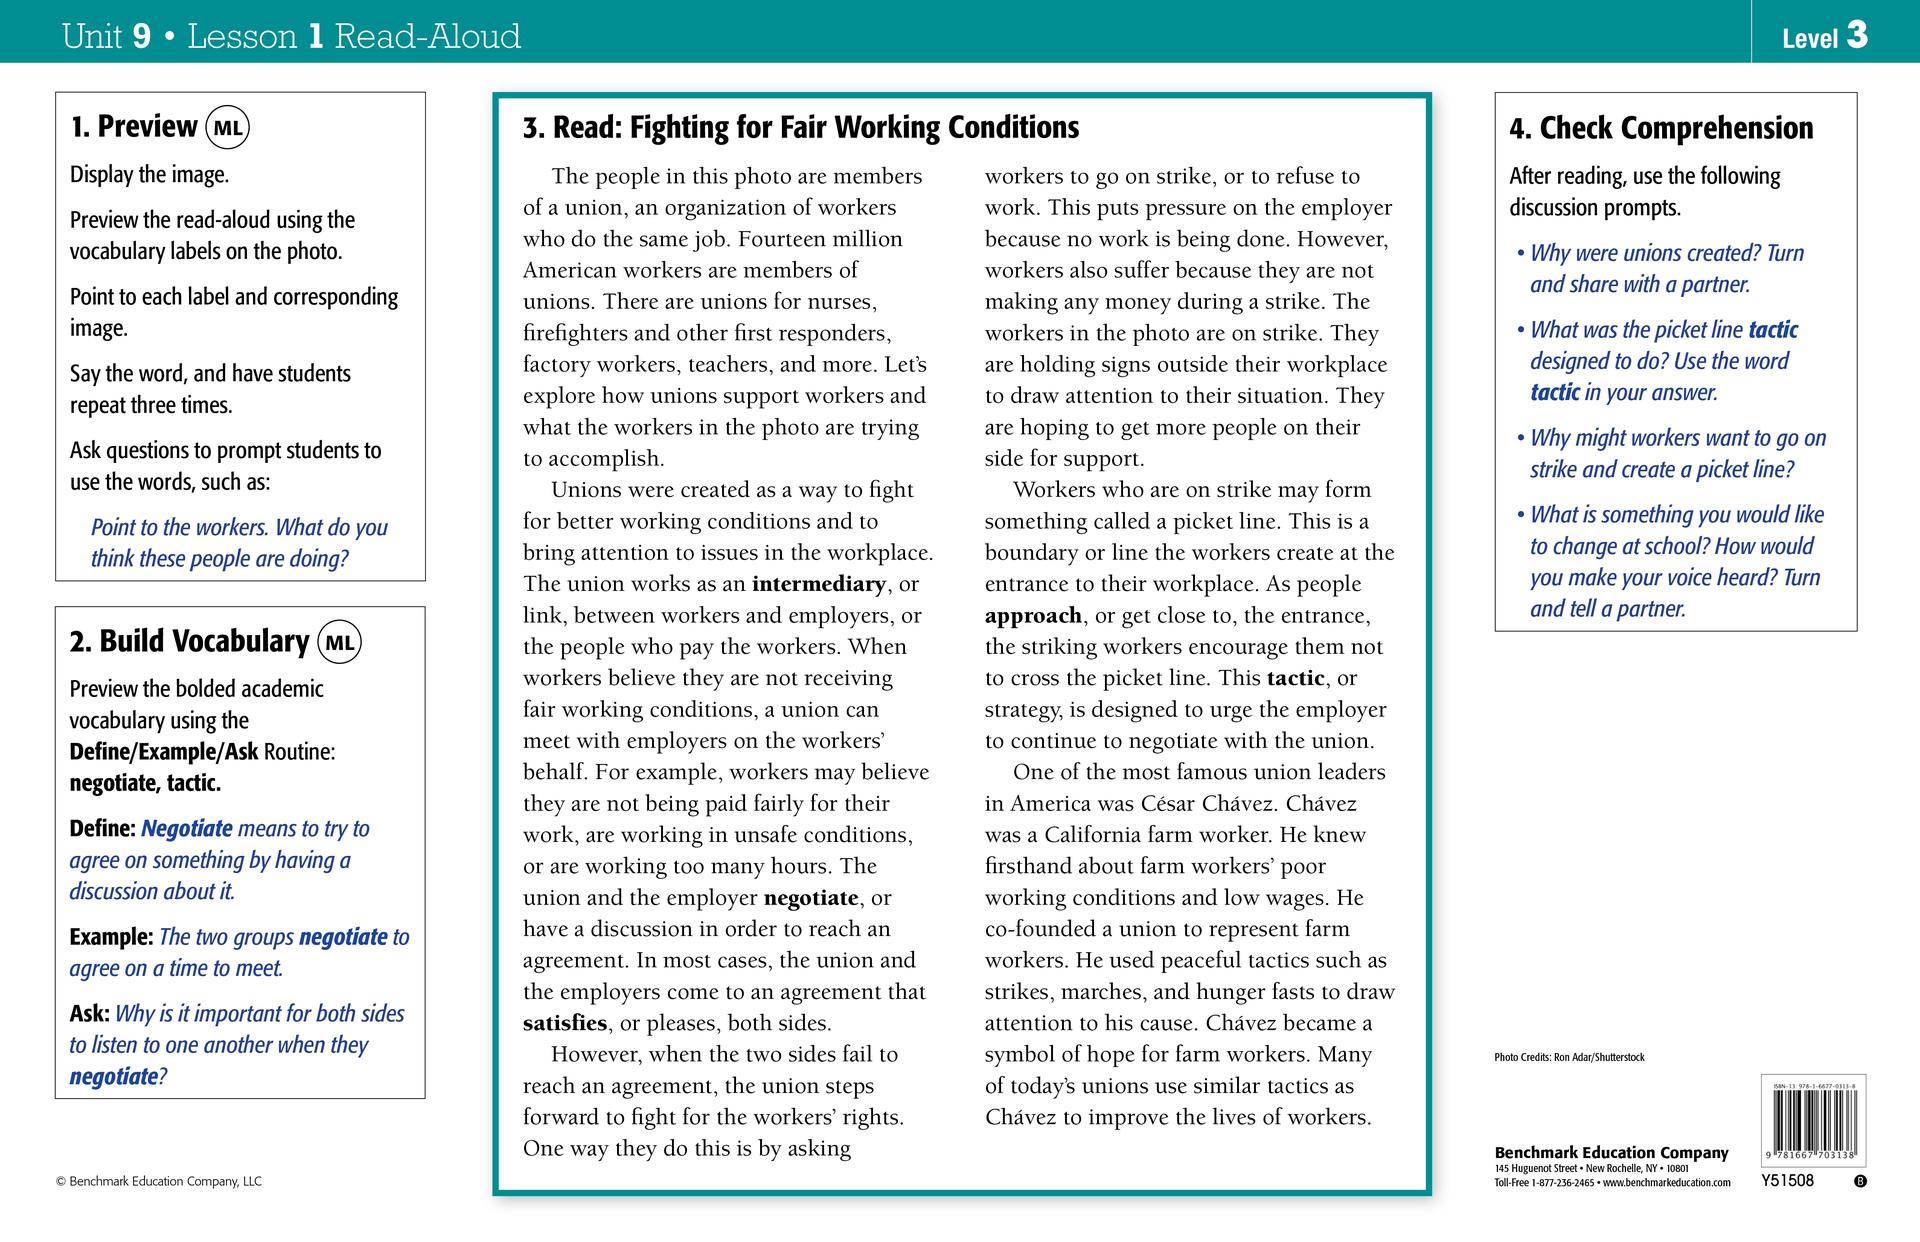 Unit 9 • Lesson 1 Read-Aloud
Level 3
1. Preview ML
Display the image.
Preview the read-aloud using the
vocabulary labels on the photo.
Point to each label and corresponding
image.
Say the word, and have students
repeat three times.
Ask questions to prompt students to
use the words, such as:
Point to the workers. What do you
think these people are doing?
2. Build Vocabulary ML
Preview the bolded academic
vocabulary using the
Define/Example/Ask Routine:
negotiate, tactic.
Define: Negotiate means to try to
agree on something by having a
discussion about it.
Example: The two groups negotiate to
agree on a time to meet.
Ask: Why is it important for both sides
to listen to one another when they
negotiate?
© Benchmark Education Company, LLC
3. Read: Fighting for Fair Working Conditions
The people in this photo are members
of a union, an organization of workers
who do the same job. Fourteen million
American workers are members of
unions. There are unions for nurses,
firefighters and other first responders,
factory workers, teachers, and more. Let's
explore how unions support workers and
what the workers in the photo are trying
to accomplish.
Unions were created as a way to fight
for better working conditions and to
bring attention to issues in the workplace.
The union works as an intermediary, or
link, between workers and employers, or
the people who pay the workers. When
workers believe they are not receiving
fair working conditions, a union can
meet with employers on the workers'
behalf. For example, workers may believe
they are not being paid fairly for their
work, are working in unsafe conditions,
or are working too many hours. The
union and the employer negotiate, or
have a discussion in order to reach an
agreement. In most cases, the union and
the employers come to an agreement that
satisfies, or pleases, both sides.
However, when the two sides fail to
reach an agreement, the union steps
forward to fight for the workers' rights.
One way they do this is by asking
workers to go on strike, or to refuse to
work. This puts pressure on the employer
because no work is being done. However,
workers also suffer because they are not
making any money during a strike. The
workers in the photo are on strike. They
are holding signs outside their workplace
to draw attention to their situation. They
are hoping to get more people on their
side for support.
Workers who are on strike may form
something called a picket line. This is a
boundary or line the workers create at the
entrance to their workplace. As people
approach, or get close to, the entrance,
the striking workers encourage them not
to cross the picket line. This tactic, or
strategy, is designed to urge the employer
to continue to negotiate with the union.
One of the most famous union leaders
in America was César Chávez. Chávez
was a California farm worker. He knew
firsthand about farm workers' poor
working conditions and low wages. He
co-founded a union to represent farm
workers. He used peaceful tactics such as
strikes, marches, and hunger fasts to draw
attention to his cause. Chávez became a
symbol of hope for farm workers. Many
of today's unions use similar tactics as
Chávez to improve the lives of workers.
4. Check Comprehension
After reading, use the following
discussion prompts.
• Why were unions created? Turn
and share with a partner.
• What was the picket line tactic
designed to do? Use the word
tactic in your answer.
• Why might workers want to go on
strike and create a picket line?
• What is something you would like
to change at school? How would
you make your voice heard? Turn
and tell a partner.
Photo Credits: Ron Adar/Shutterstock
Benchmark Education Company
145 Huguenot Street • New Rochelle, NY • 10801
Toll-Free 1-877-236-2465 • www.benchmarkeducation.com
ISBN-13 978-1-6677-0313-8
9 781667 703138
Y51508 B